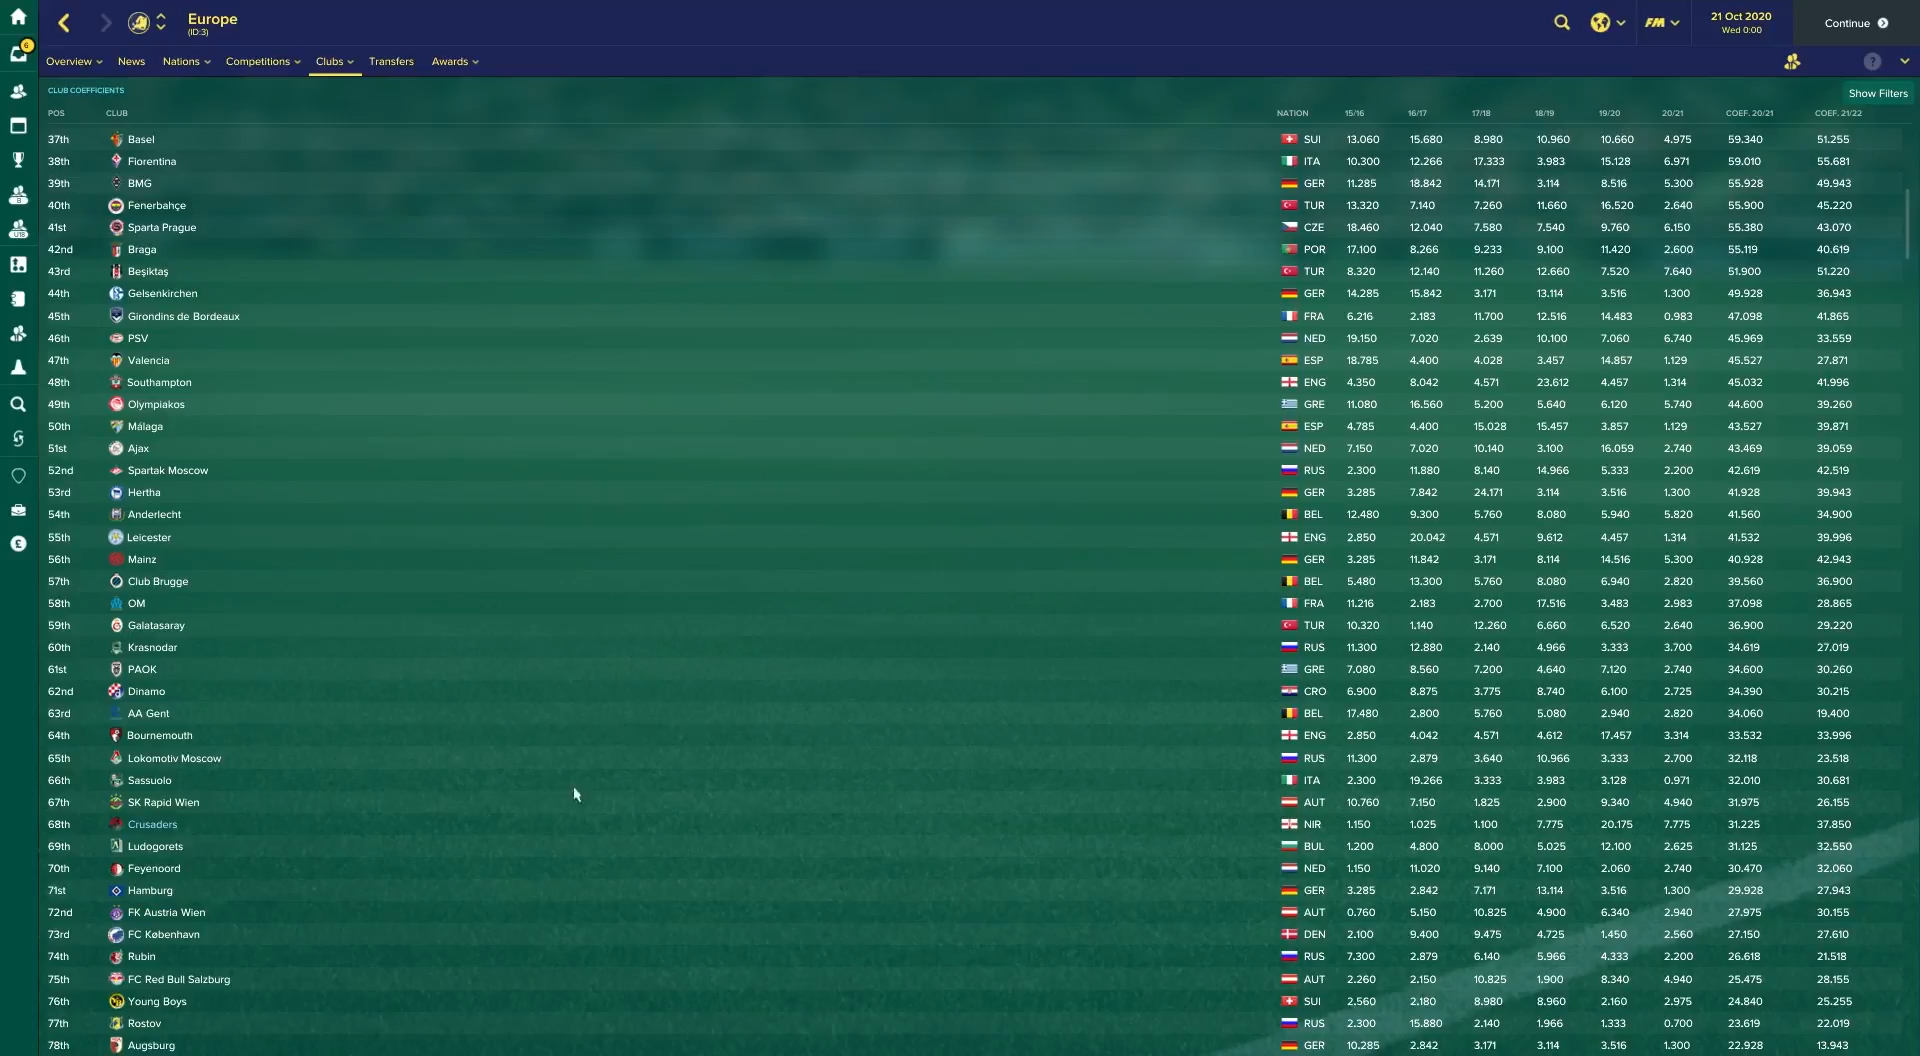 Europe
(ID:3)
FM
21 Oct 2020
Wed 0:00
Continue
6
Overview News Nations Competitions Clubs Transfers Awards
?
CLUB COEFFICIENTS
Show Filters
POS CLUB NATION 15/16 16/17 17/18 18/19 19/20 20/21 COEF. 20/21 COEF. 21/22
37th Basel SUI 13.060 15.680 8.980 10.960 10.660 4.975 59.340 51.255
38th Fiorentina ITA 10.300 12.266 17.333 3.983 15.128 6.971 59.010 55.681
39th BMG GER 11.285 18.842 14.171 3.114 8.516 5.300 55.928 49.943
40th Fenerbahçe TUR 13.320 7.140 7.260 11.660 16.520 2.640 55.900 45.220
41st Sparta Prague CZE 18.460 12.040 7.580 7.540 9.760 6.150 55.380 43.070
42nd Braga POR 17.100 8.266 9.233 9.100 11.420 2.600 55.119 40.619
43rd Beşiktaş TUR 8.320 12.140 11.260 12.660 7.520 7.640 51.900 51.220
44th Gelsenkirchen GER 14.285 15.842 3.171 13.114 3.516 1.300 49.928 36.943
45th Girondins de Bordeaux FRA 6.216 2.183 11.700 12.516 14.483 0.983 47.098 41.865
46th PSV NED 19.150 7.020 2.639 10.100 7.060 6.740 45.969 33.559
47th Valencia ESP 18.785 4.400 4.028 3.457 14.857 1.129 45.527 27.871
48th Southampton ENG 4.350 8.042 4.571 23.612 4.457 1.314 45.032 41.996
49th Olympiakos GRE 11.080 16.560 5.200 5.640 6.120 5.740 44.600 39.260
50th Málaga ESP 4.785 4.400 15.028 15.457 3.857 1.129 43.527 39.871
51st Ajax NED 7.150 7.020 10.140 3.100 16.059 2.740 43.469 39.059
52nd Spartak Moscow RUS 2.300 11.880 8.140 14.966 5.333 2.200 42.619 42.519
53rd Hertha GER 3.285 7.842 24.171 3.114 3.516 1.300 41.928 39.943
54th Anderlecht BEL 12.480 9.300 5.760 8.080 5.940 5.820 41.560 34.900
55th Leicester ENG 2.850 20.042 4.571 9.612 4.457 1.314 41.532 39.996
56th Mainz GER 3.285 11.842 3.171 8.114 14.516 5.300 40.928 42.943
57th Club Brugge BEL 5.480 13.300 5.760 8.080 6.940 2.820 39.560 36.900
58th OM FRA 11.216 2.183 2.700 17.516 3.483 2.983 37.098 28.865
59th Galatasaray TUR 10.320 1.140 12.260 6.660 6.520 2.640 36.900 29.220
60th Krasnodar RUS 11.300 12.880 2.140 4.966 3.333 3.700 34.619 27.019
61st PAOK GRE 7.080 8.560 7.200 4.640 7.120 2.740 34.600 30.260
62nd Dinamo CRO 6.900 8.875 3.775 8.740 6.100 2.725 34.390 30.215
63rd AA Gent BEL 17.480 2.800 5.760 5.080 2.940 2.820 34.060 19.400
64th Bournemouth ENG 2.850 4.042 4.571 4.612 17.457 3.314 33.532 33.996
65th Lokomotiv Moscow RUS 11.300 2.879 3.640 10.966 3.333 2.700 32.118 23.518
66th Sassuolo ITA 2.300 19.266 3.333 3.983 3.128 0.971 32.010 30.681
67th SK Rapid Wien AUT 10.760 7.150 1.825 2.900 9.340 4.940 31.975 26.155
68th Crusaders NIR 1.150 1.025 1.100 7.775 20.175 7.775 31.225 37.850
69th Ludogorets BUL 1.200 4.800 8.000 5.025 12.100 2.625 31.125 32.550
70th Feyenoord NED 1.150 11.020 9.140 7.100 2.060 2.740 30.470 32.060
71st Hamburg GER 3.285 2.842 7.171 13.114 3.516 1.300 29.928 27.943
72nd FK Austria Wien AUT 0.760 5.150 10.825 4.900 6.340 2.940 27.975 30.155
73rd FC København DEN 2.100 9.400 9.475 4.725 1.450 2.560 27.150 27.610
74th Rubin RUS 7.300 2.879 6.140 5.966 4.333 2.200 26.618 21.518
75th FC Red Bull Salzburg AUT 2.260 2.150 10.825 1.900 8.340 4.940 25.475 28.155
76th Young Boys SUI 2.560 2.180 8.980 8.960 2.160 2.975 24.840 25.255
77th Rostov RUS 2.300 15.880 2.140 1.966 1.333 0.700 23.619 22.019
78th Augsburg GER 10.285 2.842 3.171 3.114 3.516 1.300 22.928 13.943